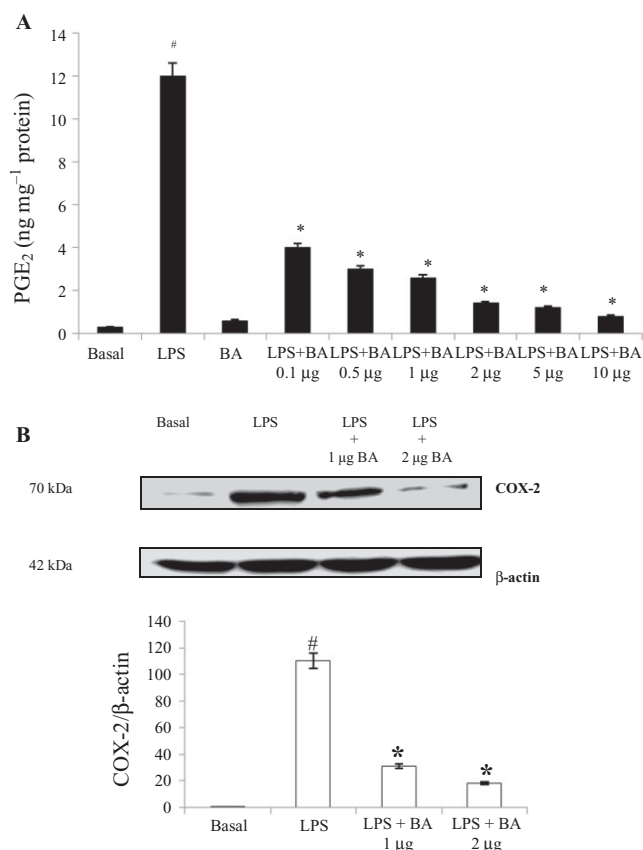 A
#
14
12
10
8
6
4
2
0
PGE₂ (ng mg⁻¹ protein)
* * * * * *
Basal LPS BA LPS+BA LPS+BA LPS+BA LPS+BA LPS+BA LPS+BA
0.1 µg 0.5 µg 1 µg 2 µg 5 µg 10 µg
B
Basal LPS LPS LPS
+ +
1 µg BA 2 µg BA
70 kDa COX-2
42 kDa β-actin
140
120
100
80
60
40
20
0
COX-2/β-actin
#
* *
Basal LPS LPS + BA LPS + BA
1 µg 2 µg